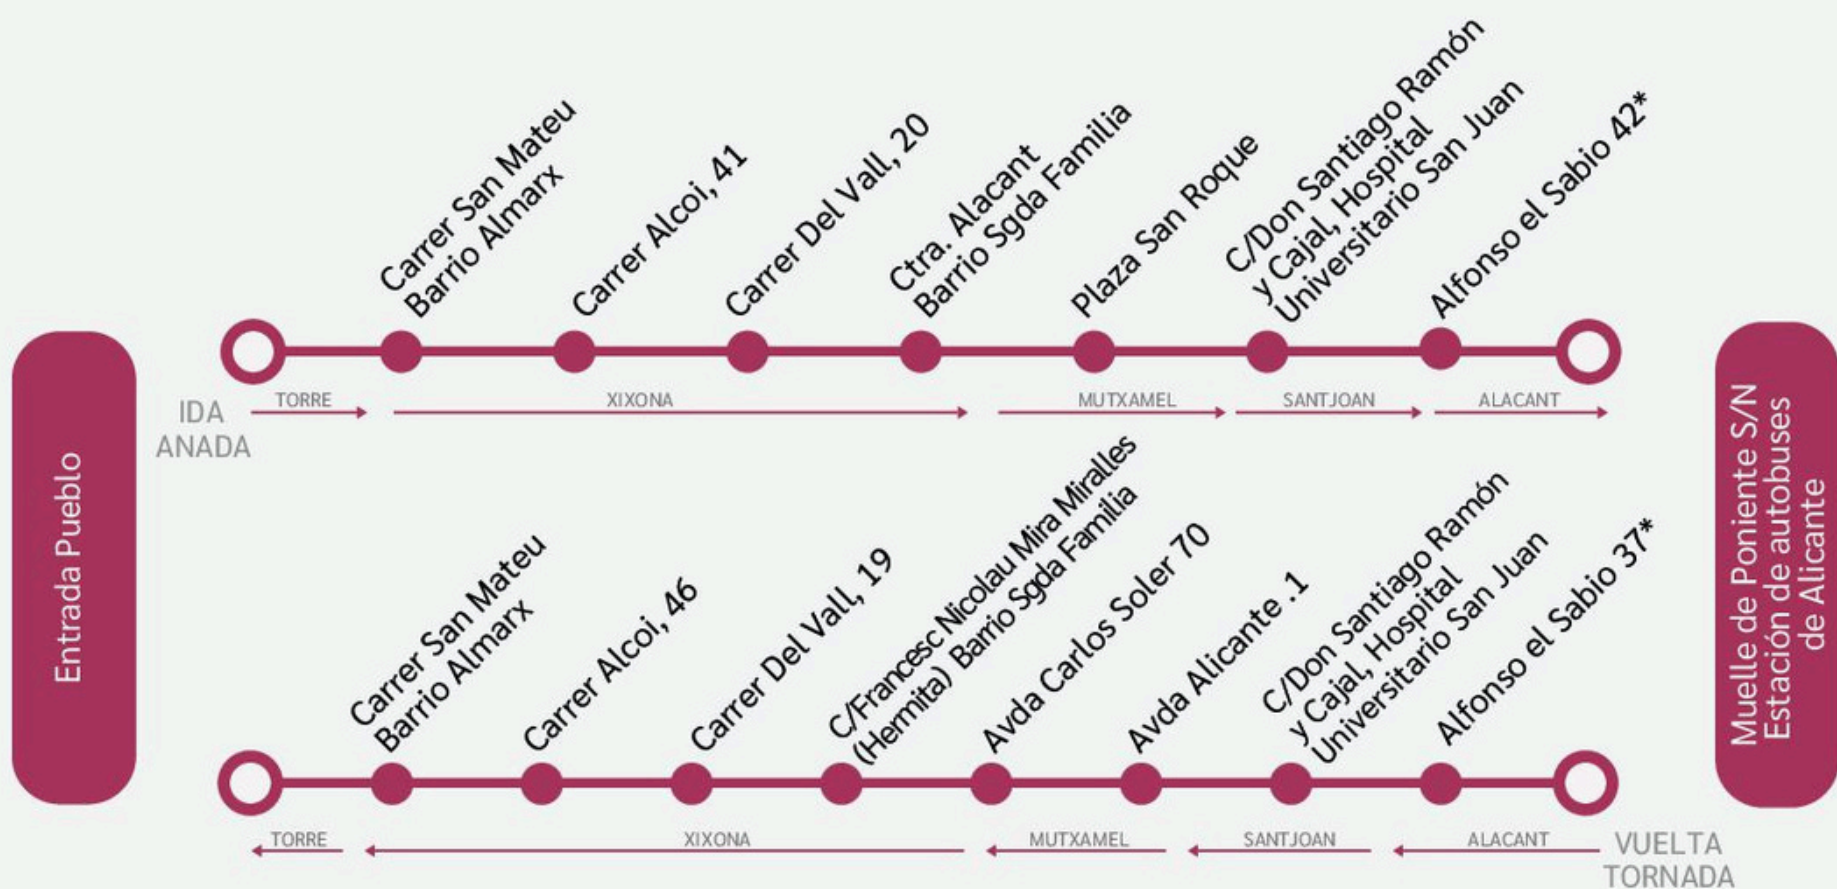 Entrada Pueblo
IDA
ANADA
Carrer San Mateu
Barrio Almarx
Carrer Alcoi, 41
Carrer Del Vall, 20
Ctra. Alacant
Barrio Sgda Familia
Plaza San Roque
C/Don Santiago Ramón
y Cajal, Hospital
Universitario San Juan
Alfonso el Sabio 42*
TORRE
XIXONA
MUTXAMEL
SANTJOAN
ALACANT
Carrer San Mateu
Barrio Almarx
Carrer Alcoi, 46
Carrer Del Vall, 19
C/Francesc Nicolau Mira Miralles
(Hermita) Barrio Sgda Familia
Avda Carlos Soler 70
Avda Alicante .1
C/Don Santiago Ramón
y Cajal, Hospital
Universitario San Juan
Alfonso el Sabio 37*
TORRE
XIXONA
MUTXAMEL
SANTJOAN
ALACANT
VUELTA
TORNADA
Muelle de Poniente S/N
Estación de autobuses
de Alicante